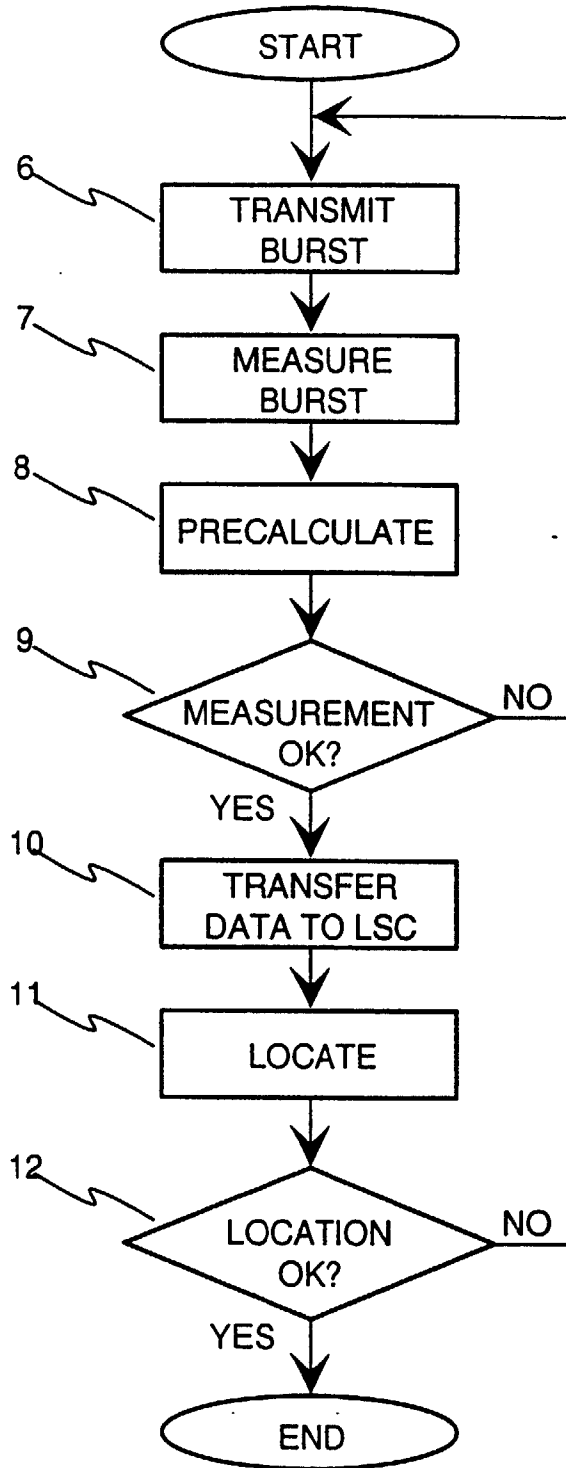 START
6
TRANSMIT
BURST
7
MEASURE
BURST
8
PRECALCULATE
9
MEASUREMENT
OK?
NO
YES
10
TRANSFER
DATA TO LSC
11
LOCATE
12
LOCATION
OK?
NO
YES
END